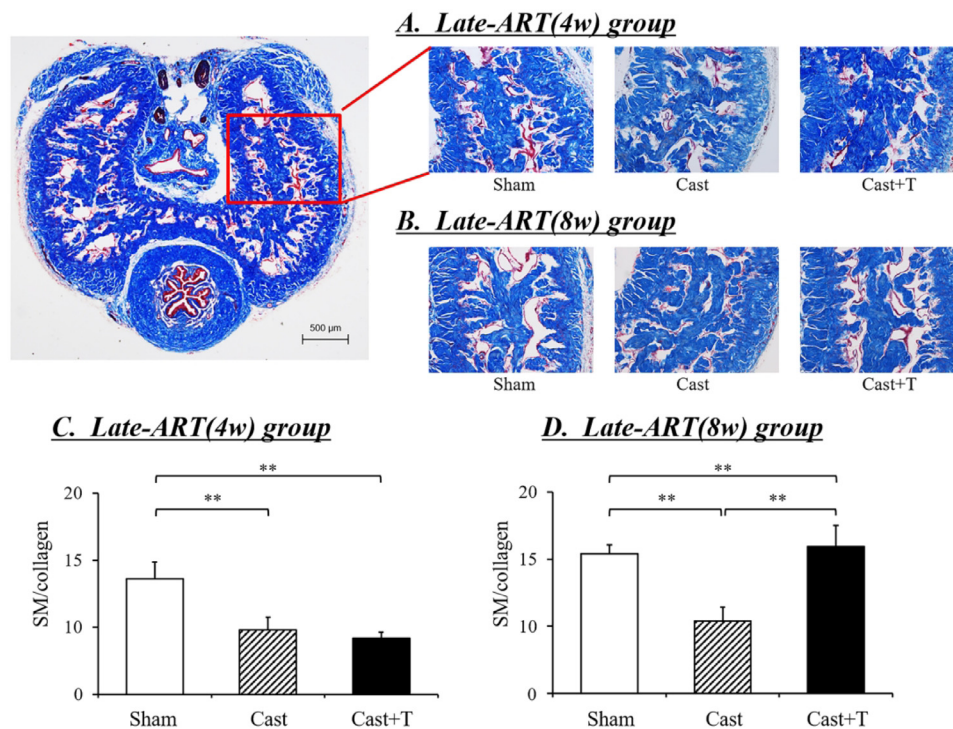 A. Late-ART(4w) group
Sham
Cast
Cast+T
500 µm
B. Late-ART(8w) group
Sham
Cast
Cast+T
C. Late-ART(4w) group
SM/collagen
20
15
10
0
**
**
Sham
Cast
Cast+T
D. Late-ART(8w) group
SM/collagen
20
15
10
0
**
**
**
Sham
Cast
Cast+T